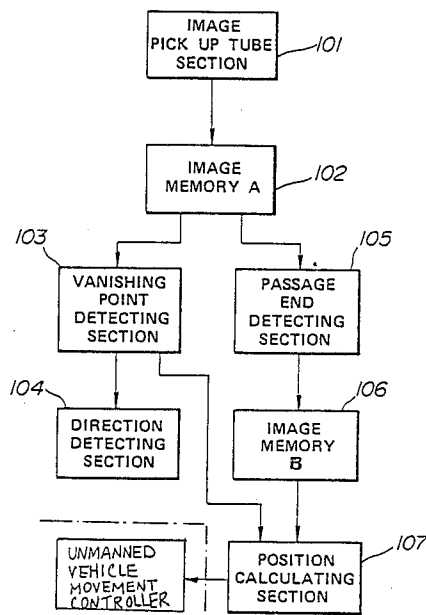 IMAGE
PICK UP TUBE
SECTION
101
IMAGE
MEMORY A
102
103
VANISHING
POINT
DETECTING
SECTION
105
PASSAGE
END
DETECTING
SECTION
104
DIRECTION
DETECTING
SECTION
106
IMAGE
MEMORY B
UNMANNED
VEHICLE
MOVEMENT
CONTROLLER
107
POSITION
CALCULATING
SECTION